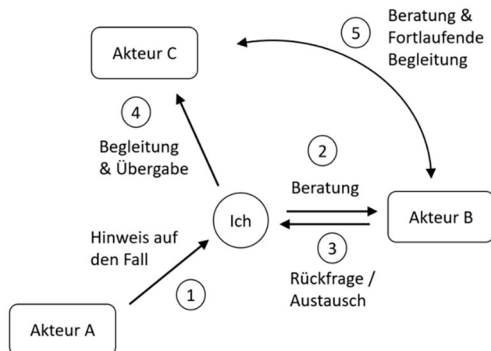 Beratung &
Fortlaufende
Begleitung
5
Akteur C
4
Begleitung
& Übergabe
2
Beratung
Ich
Akteur B
3
Rückfrage /
Austausch
Hinweis auf
den Fall
1
Akteur A